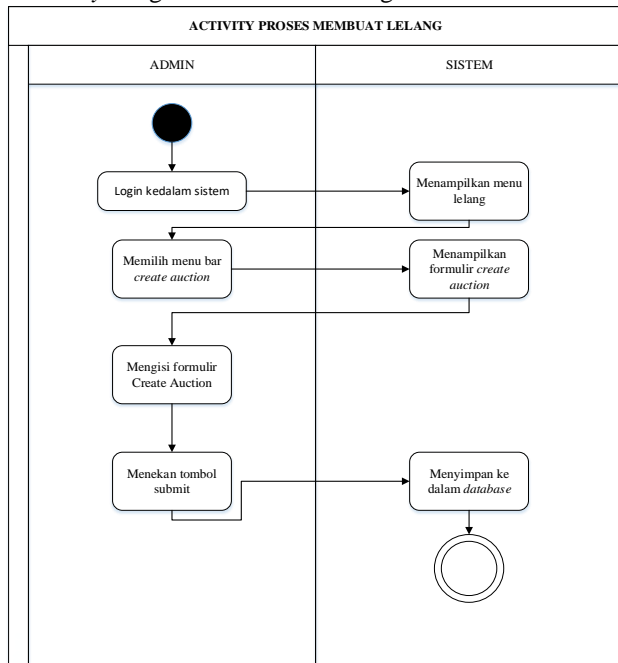 ACTIVITY PROSES MEMBUAT LELANG
ADMIN
SISTEM
Login kedalam sistem
Menampilkan menu
lelang
Memilih menu bar
create auction
Menampilkan
formulir create
auction
Mengisi formulir
Create Auction
Menekan tombol
submit
Menyimpan ke
dalam database